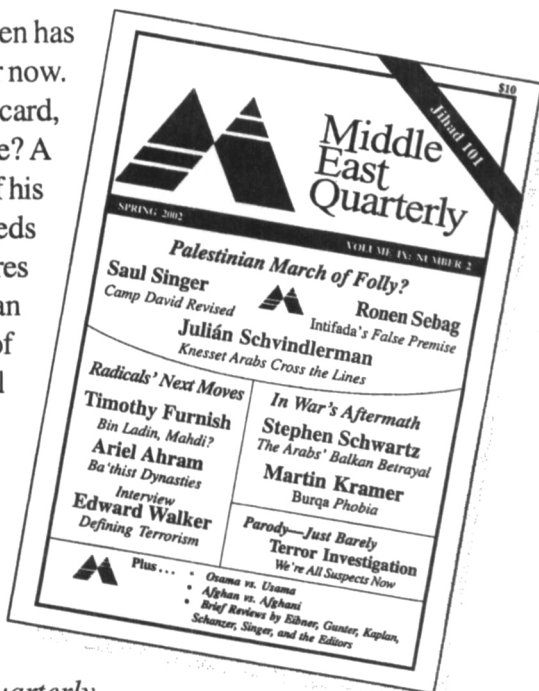 en has
now.
card,
e? A
f his
eds
res
an
of
$10
Jihad 101
Middle
East
Quarterly
SPRING 2002
VOLUME IX: NUMBER 2
Palestinian March of Folly?
Saul Singer
Camp David Revised
Ronen Sebag
Intifada's False Premise
Julián Schvindlerman
Knesset Arabs Cross the Lines
Radicals' Next Moves
Timothy Furnish
Bin Ladin, Mahdi?
Ariel Ahram
Ba'thist Dynasties
Interview
Edward Walker
Defining Terrorism
In War's Aftermath
Stephen Schwartz
The Arabs' Balkan Betrayal
Martin Kramer
Burqa Phobia
Parody—Just Barely
Terror Investigation
We're All Suspects Now
Plus...
• Osama vs. Usama
• Afghan vs. Afghani
• Brief Reviews by Eibner, Gunter, Kaplan,
Schanzer, Singer, and the Editors